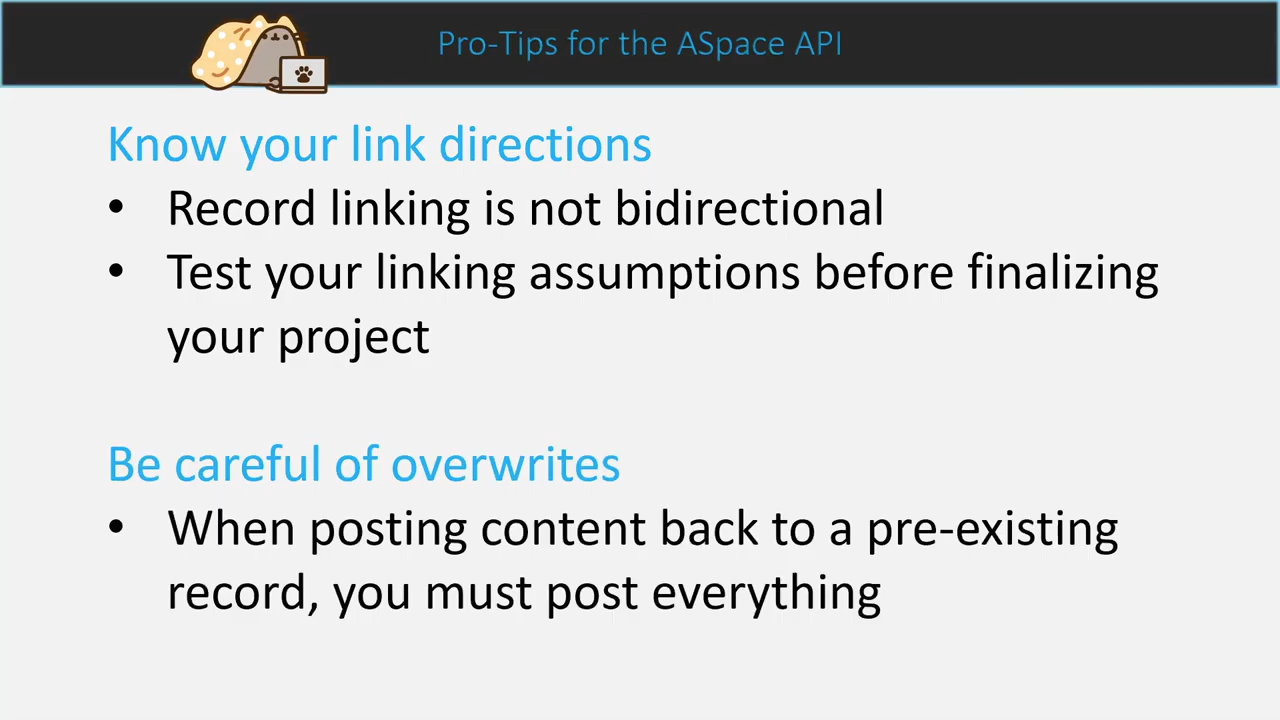 Pro-Tips for the ASpace API
Know your link directions
• Record linking is not bidirectional
• Test your linking assumptions before finalizing
your project
Be careful of overwrites
• When posting content back to a pre-existing
record, you must post everything